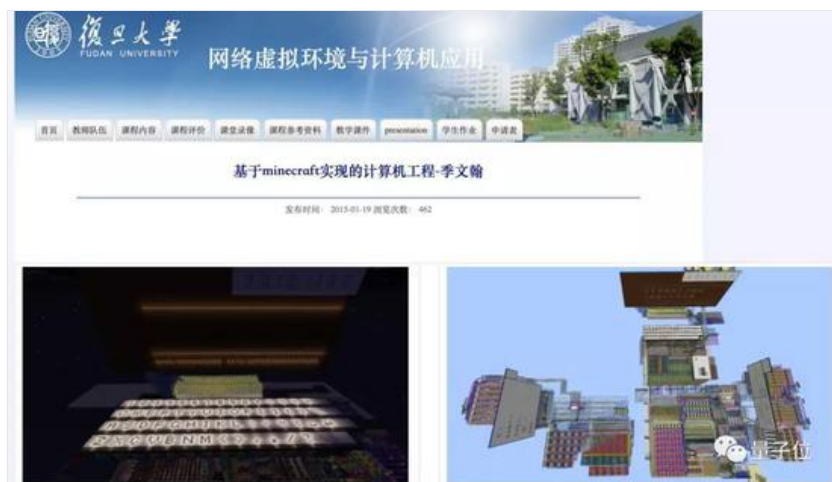 復旦大學
FUDAN UNIVERSITY
网络虚拟环境与计算机应用
首页 教师队伍 课程内容 课程评价 课堂录像 课程参考资料 教学课件 presentation 学生作业 申请表
基于minecraft实现的计算机工程-季文翰
发布时间: 2015-01-19 浏览次数: 462
Z X C V B N M < > , . / ?
量子位